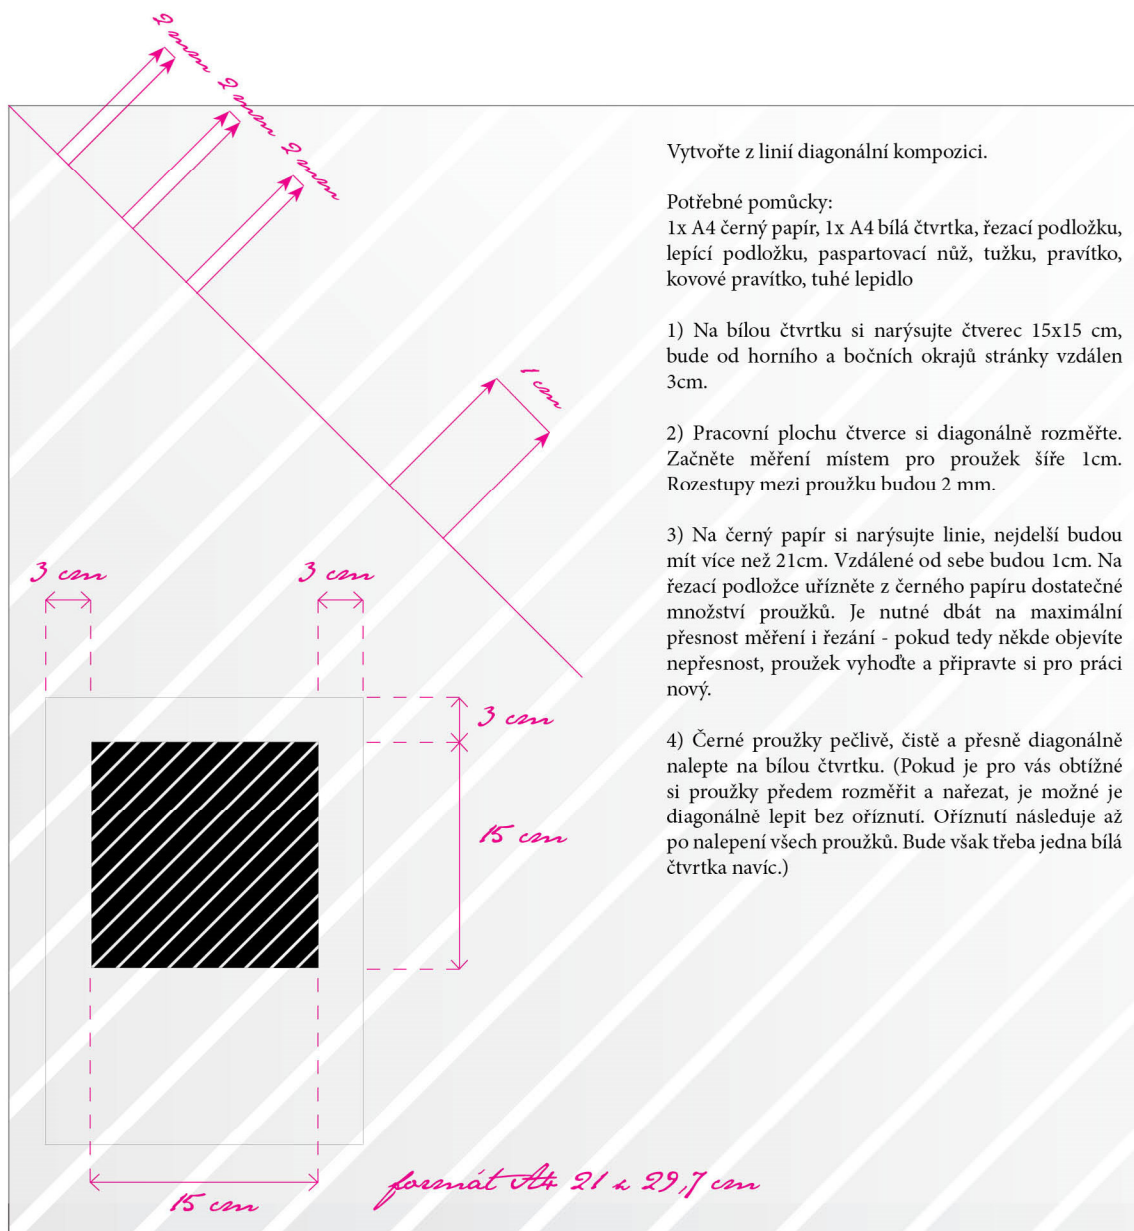 2 mm 2 mm 2 mm
Vytvořte z linií diagonální kompozici.
Potřebné pomůcky:
1x A4 černý papír, 1x A4 bílá čtvrtka, řezací podložku,
lepící podložku, paspartovací nůž, tužku, pravítko,
kovové pravítko, tuhé lepidlo
1) Na bílou čtvrtku si narýsujte čtverec 15x15 cm,
bude od horního a bočních okrajů stránky vzdálen
3cm.
2) Pracovní plochu čtverce si diagonálně rozměřte.
Začněte měření místem pro proužek šíře 1cm.
Rozestupy mezi proužku budou 2 mm.
3) Na černý papír si narýsujte linie, nejdelší budou
mít více než 21cm. Vzdálené od sebe budou 1cm. Na
řezací podložce uřízněte z černého papíru dostatečné
množství proužků. Je nutné dbát na maximální
přesnost měření i řezání - pokud tedy někde objevíte
nepřesnost, proužek vyhoďte a připravte si pro práci
nový.
4) Černé proužky pečlivě, čistě a přesně diagonálně
nalepte na bílou čtvrtku. (Pokud je pro vás obtížné
si proužky předem rozměřit a nařezat, je možné je
diagonálně lepit bez oříznutí. Oříznutí následuje až
po nalepení všech proužků. Bude však třeba jedna bílá
čtvrtka navíc.)
1 cm
3 cm
3 cm
3 cm
15 cm
15 cm
formát A4 21 x 29,7 cm